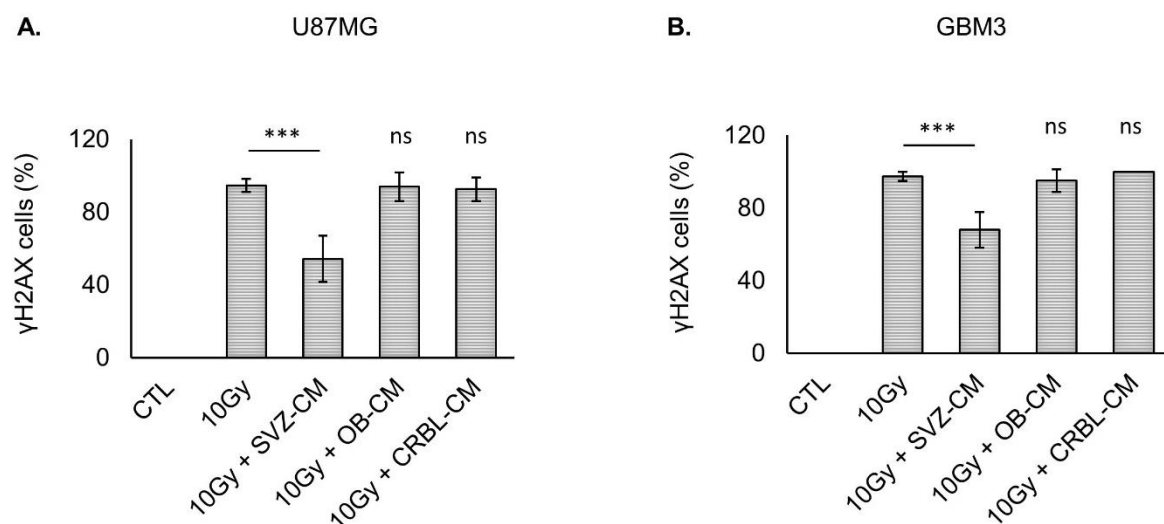 A.
U87MG
γH2AX cells (%)
120
80
40
0
***
ns
ns
CTL
10Gy
10Gy + SVZ-CM
10Gy + OB-CM
10Gy + CRBL-CM
B.
GBM3
γH2AX cells (%)
120
80
40
0
***
ns
ns
CTL
10Gy
10Gy + SVZ-CM
10Gy + OB-CM
10Gy + CRBL-CM